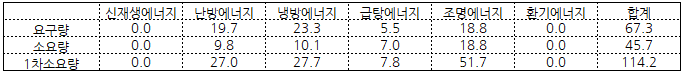 신재생에너지 난방에너지 냉방에너지 급탕에너지 조명에너지 환기에너지 합계
요구량 0.0 19.7 23.3 5.5 18.8 0.0 67.3
소요량 0.0 9.8 10.1 7.0 18.8 0.0 45.7
1차소요량 0.0 27.0 27.7 7.8 51.7 0.0 114.2